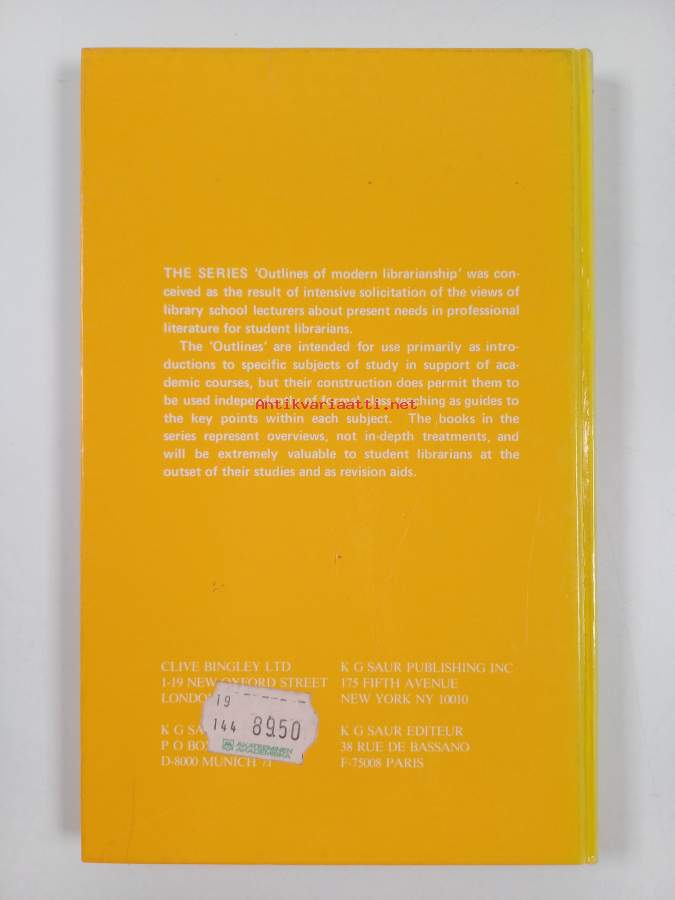 THE SERIES 'Outlines of modern librarianship' was con-
ceived as the result of intensive solicitation of the views of
library school lecturers about present needs in professional
literature for student librarians.
The 'Outlines' are intended for use primarily as intro-
ductions to specific subjects of study in support of aca-
demic courses, but their construction does permit them to
be used independently of formal class teaching as guides to
Antikvariaatti.net
the key points within each subject. The books in the
series represent overviews, not in-depth treatments, and
will be extremely valuable to student librarians at the
outset of their studies and as revision aids.
CLIVE BINGLEY LTD
1-19 NEW OXFORD STREET
LONDON
K G SAUR PUBLISHING INC
175 FIFTH AVENUE
NEW YORK NY 10010
K G SA
P O BOX
D-8000 MUNICH 71
K G SAUR EDITEUR
38 RUE DE BASSANO
F-75008 PARIS
19
144 89.50
AKATEEMINEN
AKADEMISKA